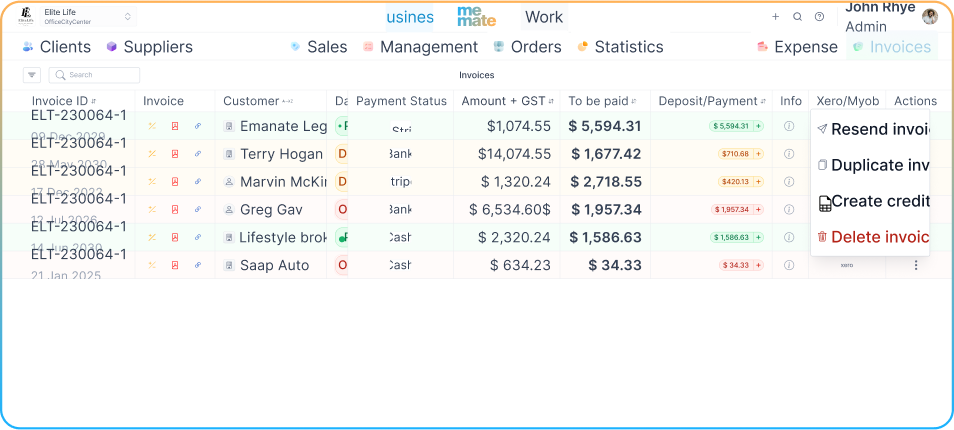 Elite Life
OfficeCityCenter
usines
me
mate
Work
John Rhye
Admin
Clients
Suppliers
Sales
Management
Orders
Statistics
Expense
Invoices
Search
Invoices
Invoice ID Invoice Customer A→Z Da Payment Status Amount + GST To be paid Deposit/Payment Info Xero/Myob Actions
ELT-230064-1 Emanate Leg Stri $1,074.55 $ 5,594.31 $ 5,594.31 +
09 Dec 2029
ELT-230064-1 Terry Hogan D Bank $14,074.55 $ 1,677.42 $710.68 +
28 May 2030
ELT-230064-1 Marvin McKin D tripe $ 1,320.24 $ 2,718.55 $420.13 +
17 Dec 2022
ELT-230064-1 Greg Gav O Bank $ 6,534.60$ $ 1,957.34 $ 1,957.34 +
12 Jul 2026
ELT-230064-1 Lifestyle brok Cash $ 2,320.24 $ 1,586.63 $ 1,586.63 +
14 Jun 2030
ELT-230064-1 Saap Auto O Cash $ 634.23 $ 34.33 $ 34.33 + xero
21 Jan 2025
Resend invoi
Duplicate inv
Create credit
Delete invoic